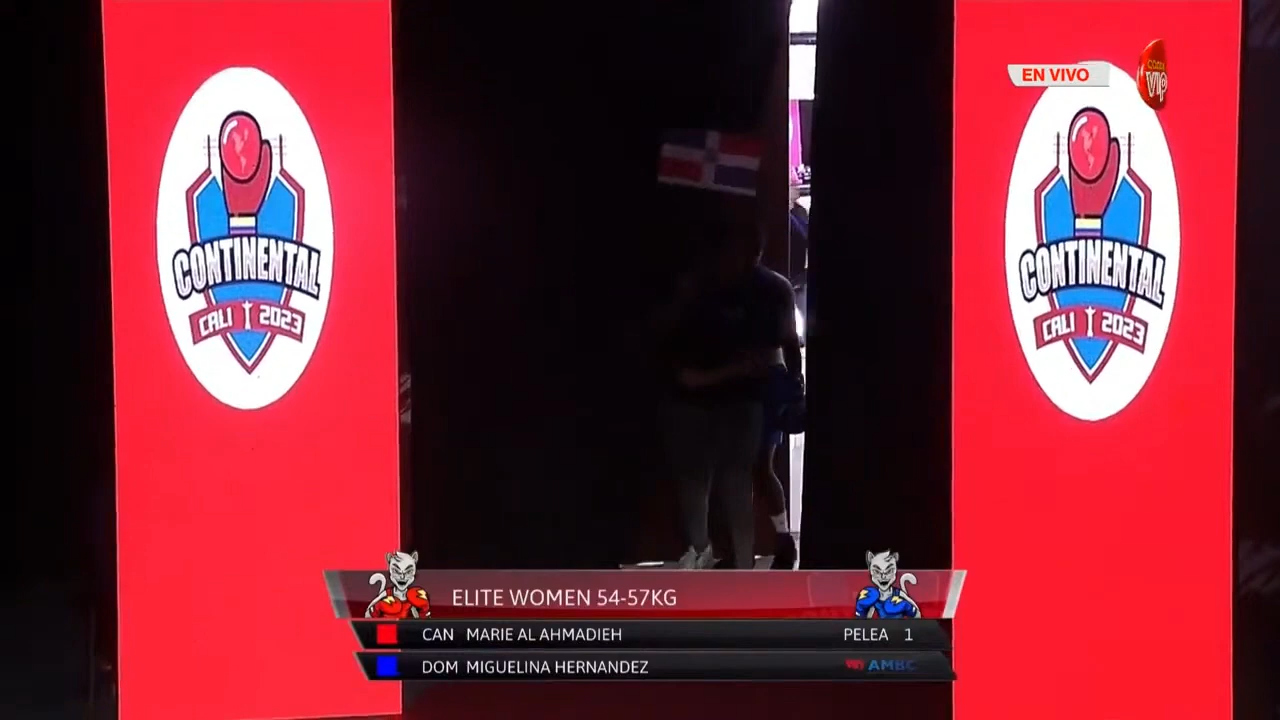 EN VIVO
VIP
CONTINENTAL
CALI 2023
CONTINENTAL
CALI 2023
ELITE WOMEN 54-57KG
CAN MARIE AL AHMADIEH PELEA 1
DOM MIGUELINA HERNANDEZ AMBC